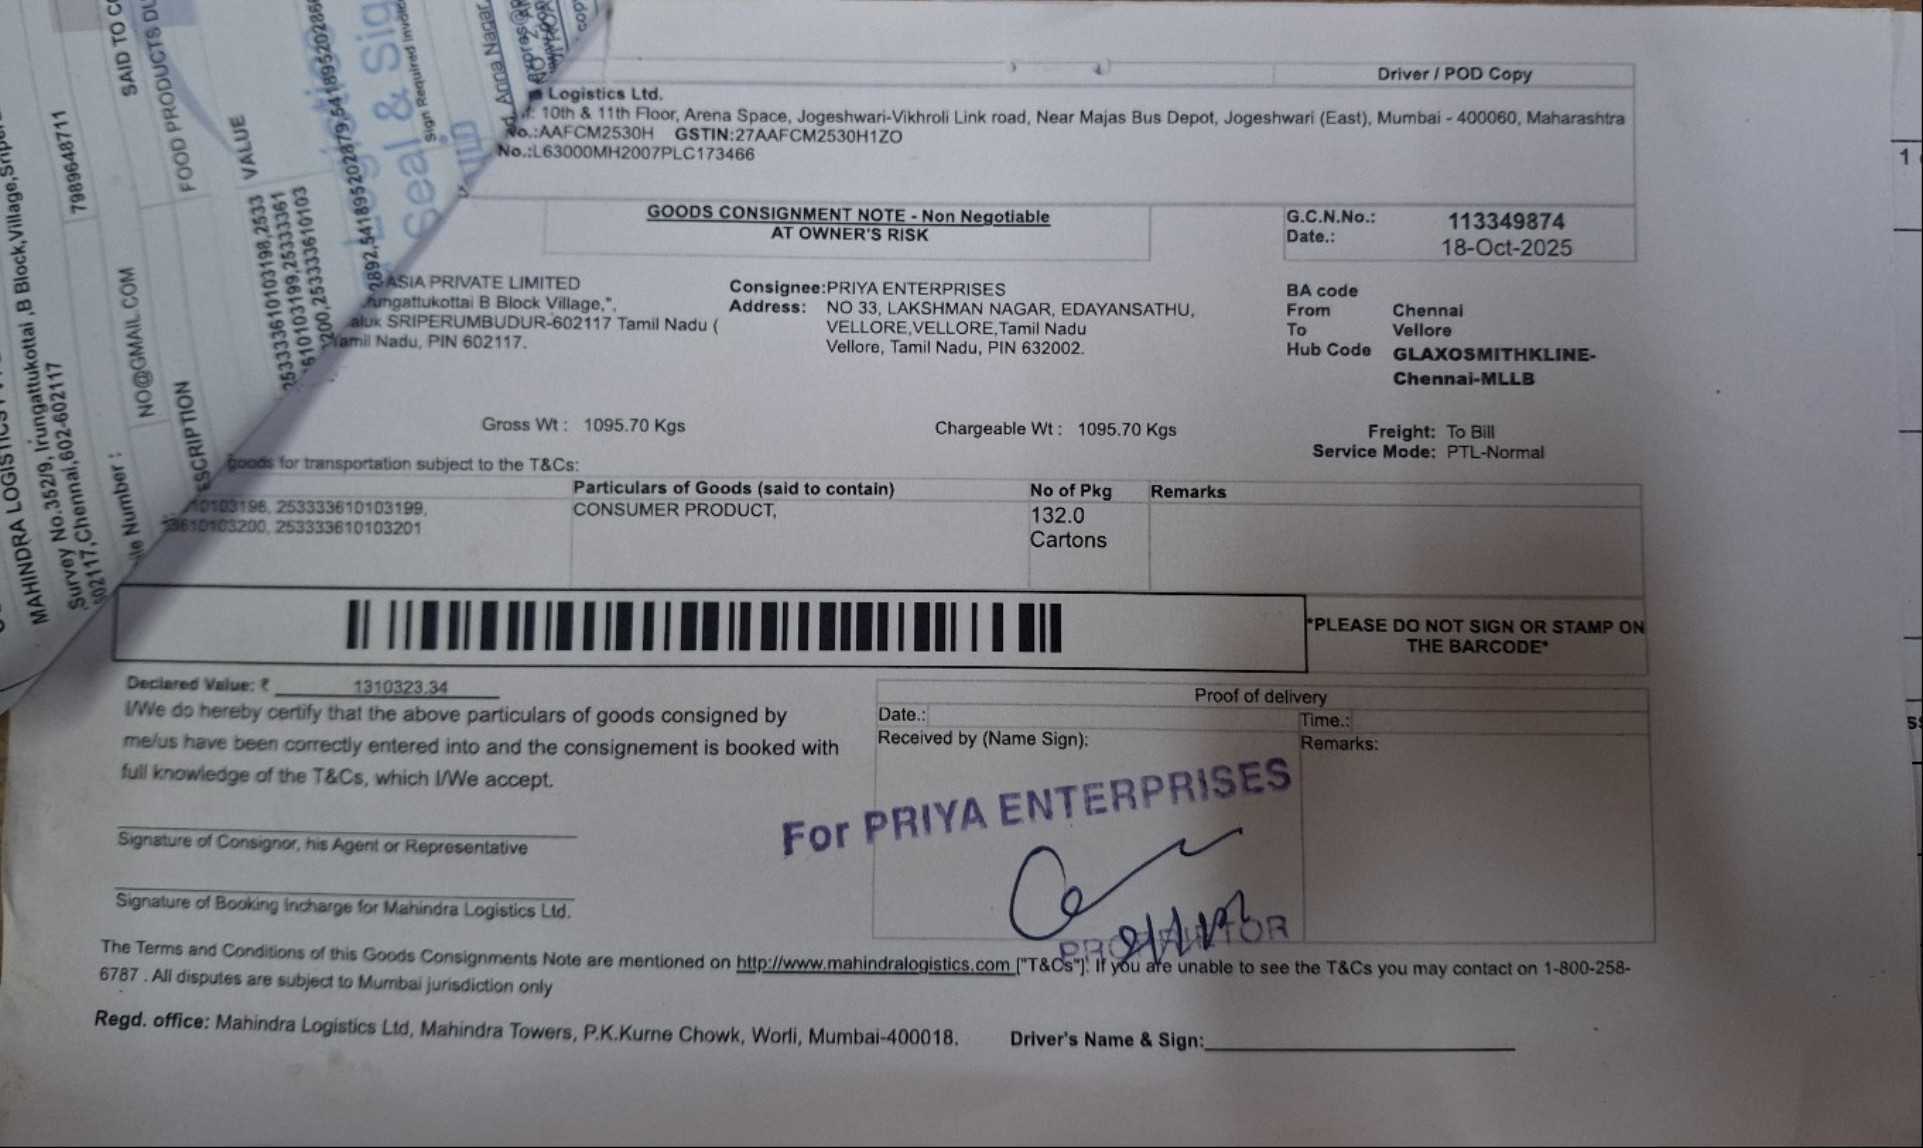 Driver / POD Copy
Logistics Ltd.
10th & 11th Floor, Arena Space, Jogeshwari-Vikhroli Link road, Near Majas Bus Depot, Jogeshwari (East), Mumbai - 400060, Maharashtra
No.:AAFCM2530H GSTIN:27AAFCM2530H1ZO
No.:L63000MH2007PLC173466
GOODS CONSIGNMENT NOTE - Non Negotiable
AT OWNER'S RISK
G.C.N.No.: 113349874
Date.: 18-Oct-2025
ASIA PRIVATE LIMITED
B Block Village,",
SRIPERUMBUDUR-602117 Tamil Nadu (
Tamil Nadu, PIN 602117.
Consignee:PRIYA ENTERPRISES
Address: NO 33, LAKSHMAN NAGAR, EDAYANSATHU,
VELLORE,VELLORE,Tamil Nadu
Vellore, Tamil Nadu, PIN 632002.
BA code
From Chennai
To Vellore
Hub Code GLAXOSMITHKLINE-
Chennai-MLLB
Gross Wt : 1095.70 Kgs
Chargeable Wt : 1095.70 Kgs
Freight: To Bill
Service Mode: PTL-Normal
goods for transportation subject to the T&Cs:
Particulars of Goods (said to contain)
No of Pkg
Remarks
10103198, 253333610103199,
3610103200, 253333610103201
CONSUMER PRODUCT,
132.0
Cartons
*PLEASE DO NOT SIGN OR STAMP ON
THE BARCODE*
Declared Value: ₹ 1310323.34
I/We do hereby certify that the above particulars of goods consigned by
me/us have been correctly entered into and the consignement is booked with
full knowledge of the T&Cs, which I/We accept.
Signature of Consignor, his Agent or Representative
Signature of Booking Incharge for Mahindra Logistics Ltd.
Proof of delivery
Date.:
Time.:
Received by (Name Sign):
Remarks:
For PRIYA ENTERPRISES
The Terms and Conditions of this Goods Consignments Note are mentioned on http://www.mahindralogistics.com ["T&Cs"]. If you are unable to see the T&Cs you may contact on 1-800-258-
6787 . All disputes are subject to Mumbai jurisdiction only
Regd. office: Mahindra Logistics Ltd, Mahindra Towers, P.K.Kurne Chowk, Worli, Mumbai-400018.
Driver's Name & Sign:
MAHINDRA LOGISTICS
Survey No.352/9, Irungattukottai ,B Block,Village,
602117,Chennai,602-602117
7989648711
Number :
NO@GMAIL.COM
SAID TO
FOOD PRODUCTS
VALUE
Seal & Sig
Sign Required
Anna Nagar,